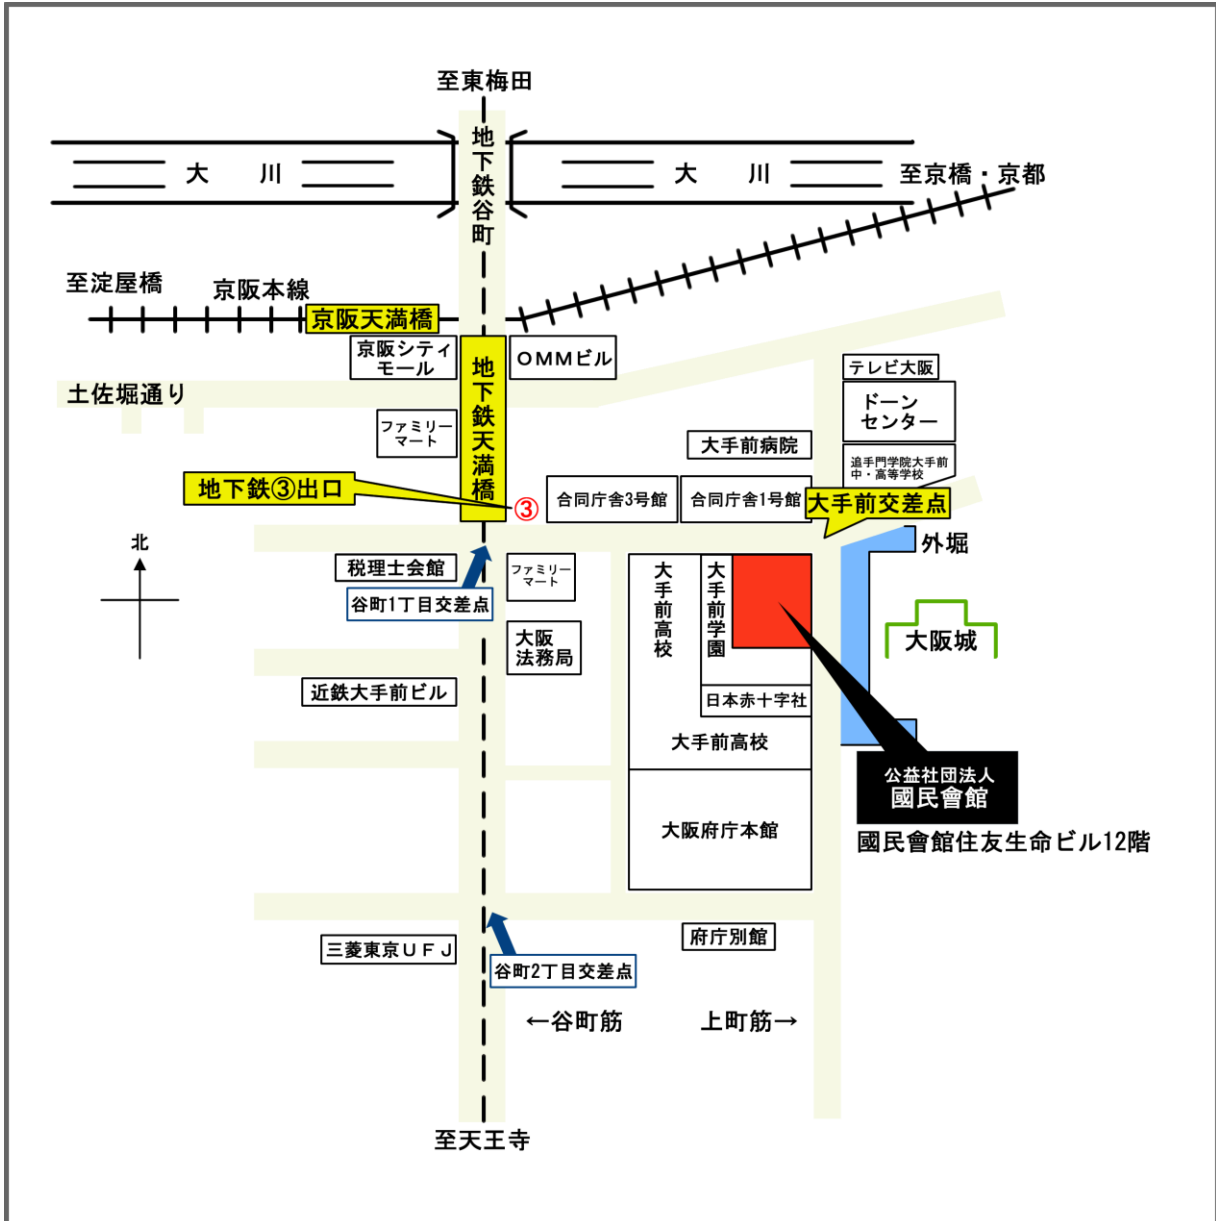 至東梅田
地下鉄谷町
大 川
大 川
至京橋・京都
至淀屋橋
京阪本線
京阪天満橋
京阪シティ
モール
地下鉄天満橋
OMMビル
テレビ大阪
土佐堀通り
ドーン
センター
ファミリー
マート
大手前病院
追手門学院大手前
中・高等学校
地下鉄③出口
③
合同庁舎3号館
合同庁舎1号館
大手前交差点
北
外堀
税理士会館
ファミリー
マート
大手前高校
大手前学園
谷町1丁目交差点
大阪
法務局
大阪城
近鉄大手前ビル
日本赤十字社
大手前高校
公益社団法人
國民會館
大阪府庁本館
國民會館住友生命ビル12階
三菱東京UFJ
府庁別館
谷町2丁目交差点
←谷町筋
上町筋→
至天王寺